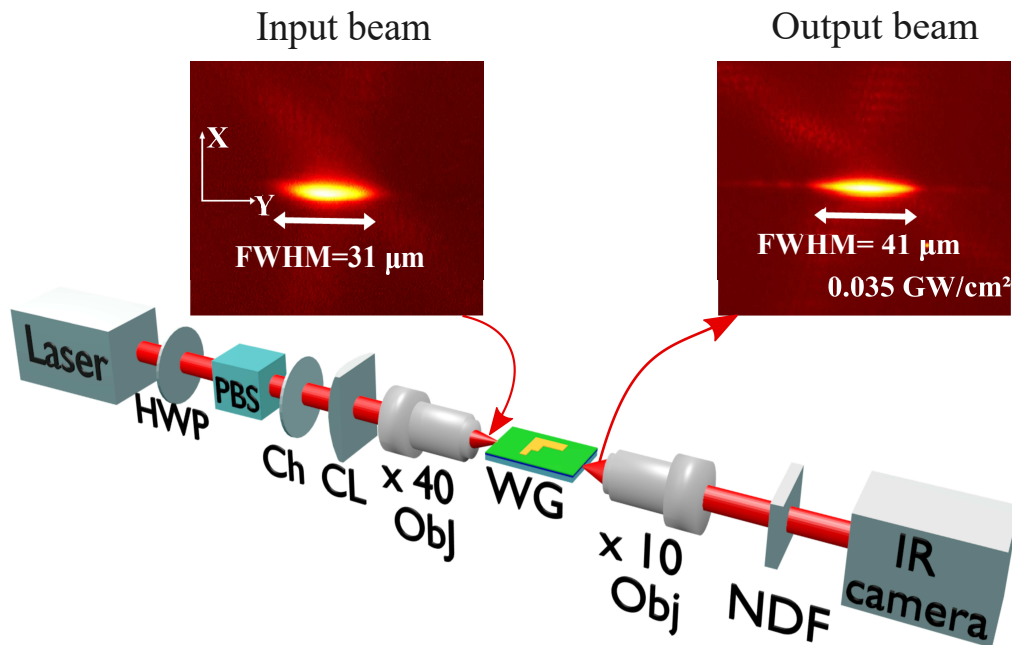 Input beam
Output beam
X
Y
FWHM=31 μm
FWHM= 41 μm
0.035 GW/cm²
Laser
HWP
PBS
Ch
CL
x 40
Obj
WG
x 10
Obj
NDF
IR
camera